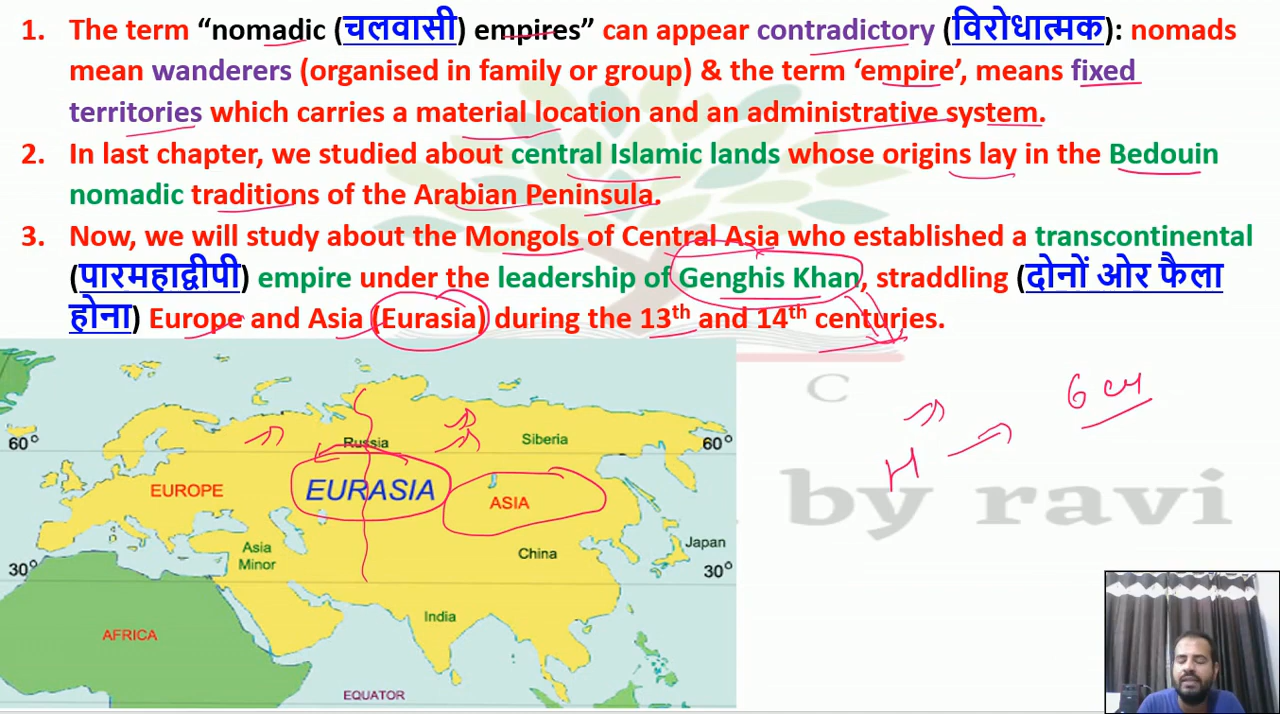 1. The term “nomadic (चलवासी) empires” can appear contradictory (विरोधात्मक): nomads
mean wanderers (organised in family or group) & the term ‘empire’, means fixed
territories which carries a material location and an administrative system.
2. In last chapter, we studied about central Islamic lands whose origins lay in the Bedouin
nomadic traditions of the Arabian Peninsula.
3. Now, we will study about the Mongols of Central Asia who established a transcontinental
(पारमहाद्वीपी) empire under the leadership of Genghis Khan, straddling (दोनों ओर फैला
होना) Europe and Asia (Eurasia) during the 13th and 14th centuries.
C
60°
Russia
Siberia
60°
H
EUROPE
EURASIA
ASIA
by ravi
Asia
Minor
China
Japan
30°
30°
India
AFRICA
EQUATOR